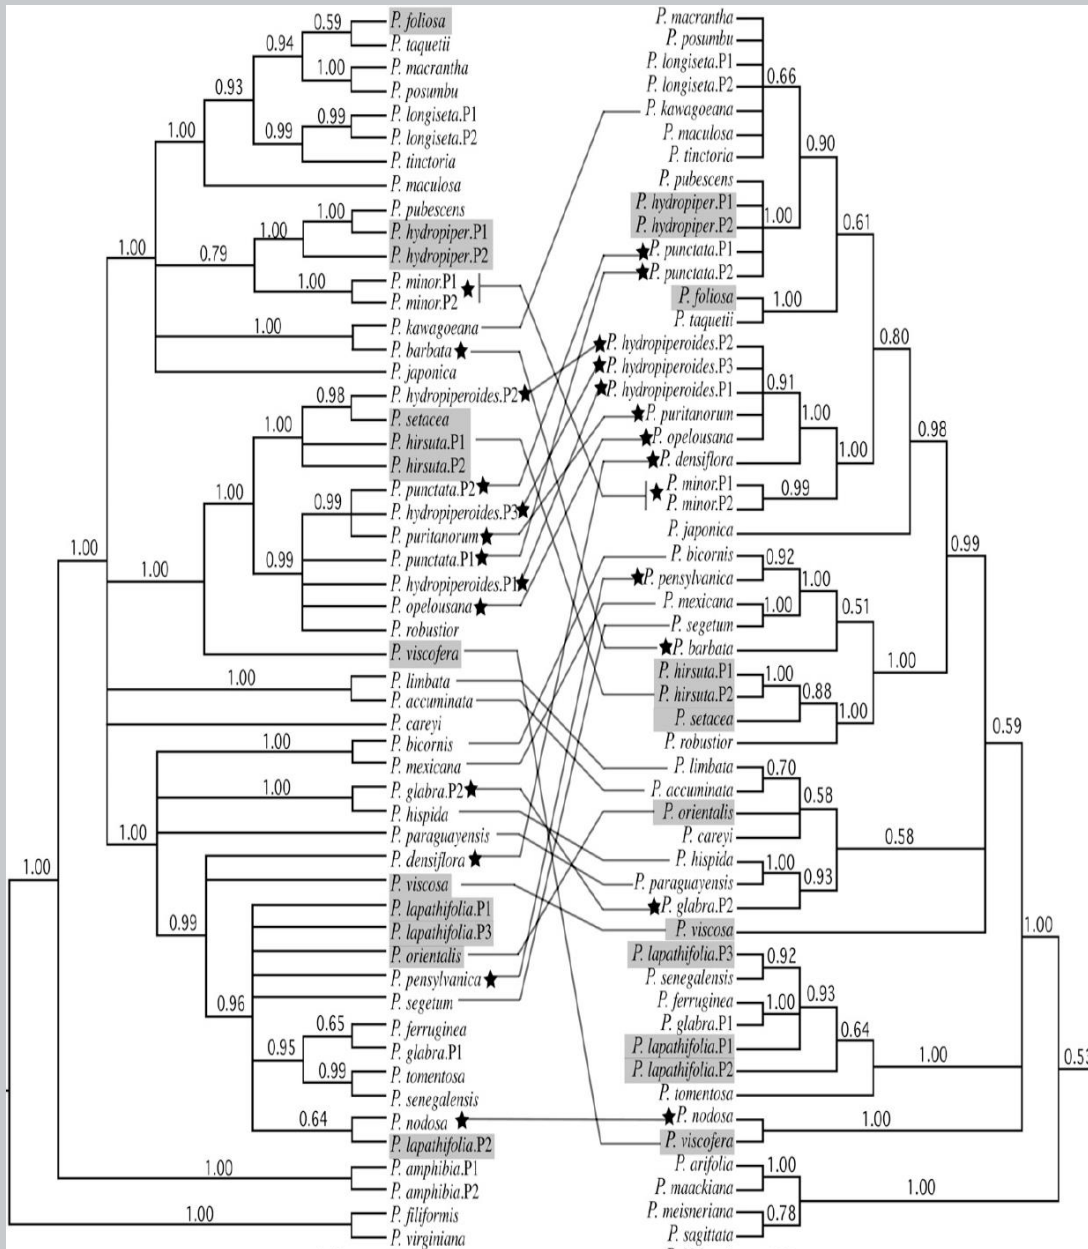 0.59
P. foliosa
0.94
P. taquetii
1.00
P. macrantha
0.93
P. posumbu
0.99
P. longiseta.P1
1.00
0.99
P. longiseta.P2
P. tinctoria
P. maculosa
1.00
P. pubescens
1.00
P. hydropiper.P1
1.00
0.79
P. hydropiper.P2
1.00
P. minor.P1
P. minor.P2
1.00
P. kawagoeana
P. barbata
P. japonica
0.98
P. hydropiperoides.P2
P. setacea
1.00
P. hirsuta.P1
P. hirsuta.P2
1.00
0.99
P. punctata.P2
P. hydropiperoides.P3
P. puritanorum
1.00
1.00
0.99
P. punctata.P1
P. hydropiperoides.P1
P. opelousana
P. robustior
P. viscofera
1.00
P. limbata
P. accuminata
P. careyi
1.00
P. bicornis
P. mexicana
1.00
P. glabra.P2
P. hispida
1.00
P. paraguayensis
P. densiflora
1.00
P. viscosa
P. lapathifolia.P1
0.99
P. lapathifolia.P3
P. orientalis
P. pensylvanica
0.96
P. segetum
0.65
P. ferruginea
0.95
P. glabra.P1
0.99
P. tomentosa
P. senegalensis
0.64
P. nodosa
P. lapathifolia.P2
1.00
P. amphibia.P1
P. amphibia.P2
1.00
P. filiformis
P. virginiana
P. macrantha
P. posumbu
P. longiseta.P1
0.66
P. longiseta.P2
P. kawagoeana
P. maculosa
0.90
P. tinctoria
P. pubescens
P. hydropiper.P1
1.00
0.61
P. hydropiper.P2
P. punctata.P1
P. punctata.P2
P. foliosa
1.00
P. taquetii
0.80
P. hydropiperoides.P2
P. hydropiperoides.P3
0.91
P. hydropiperoides.P1
P. puritanorum
1.00
P. opelousana
0.98
P. densiflora
1.00
P. minor.P1
0.99
P. minor.P2
P. japonica
0.99
P. bicornis
0.92
P. pensylvanica
1.00
P. mexicana
1.00
0.51
P. segetum
P. barbata
1.00
P. hirsuta.P1
1.00
P. hirsuta.P2
0.88
P. setacea
1.00
0.59
P. robustior
P. limbata
0.70
P. accuminata
0.58
P. orientalis
P. careyi
0.58
P. hispida
1.00
P. paraguayensis
0.93
P. glabra.P2
P. viscosa
1.00
P. lapathifolia.P3
0.92
P. senegalensis
P. ferruginea
1.00
0.93
P. glabra.P1
0.64
P. lapathifolia.P1
1.00
P. lapathifolia.P2
0.53
P. tomentosa
P. nodosa
1.00
P. viscofera
P. arifolia
1.00
P. maackiana
1.00
P. meisneriana
0.78
P. sagittata